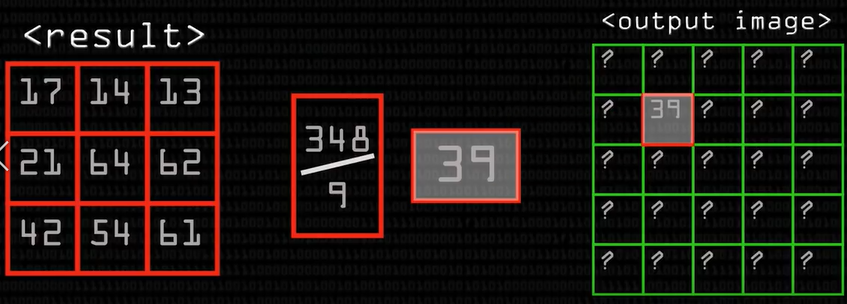 <result>
17 14 13
21 64 62
42 54 61
348
9
39
<output image>
? ? ? ? ?
? 39 ? ? ?
? ? ? ? ?
? ? ? ? ?
? ? ? ? ?